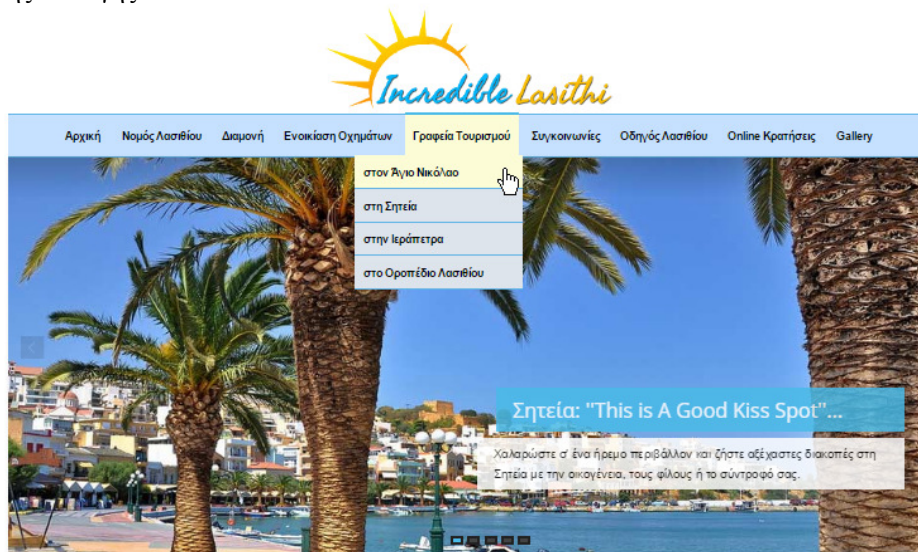 Incredible Lasithi
Αρχική Νομός Λασιθίου Διαμονή Ενοικίαση Οχημάτων Γραφεία Τουρισμού Συγκοινωνίες Οδηγός Λασιθίου Online Κρατήσεις Gallery
στον Άγιο Νικόλαο
στη Σητεία
στην Ιεράπετρα
στο Οροπέδιο Λασιθίου
Σητεία: "This is A Good Kiss Spot"...
Χαλαρώστε σ' ένα ήρεμο περιβάλλον και ζήστε αξέχαστες διακοπές στη
Σητεία με την οικογένεια, τους φίλους ή το σύντροφό σας.